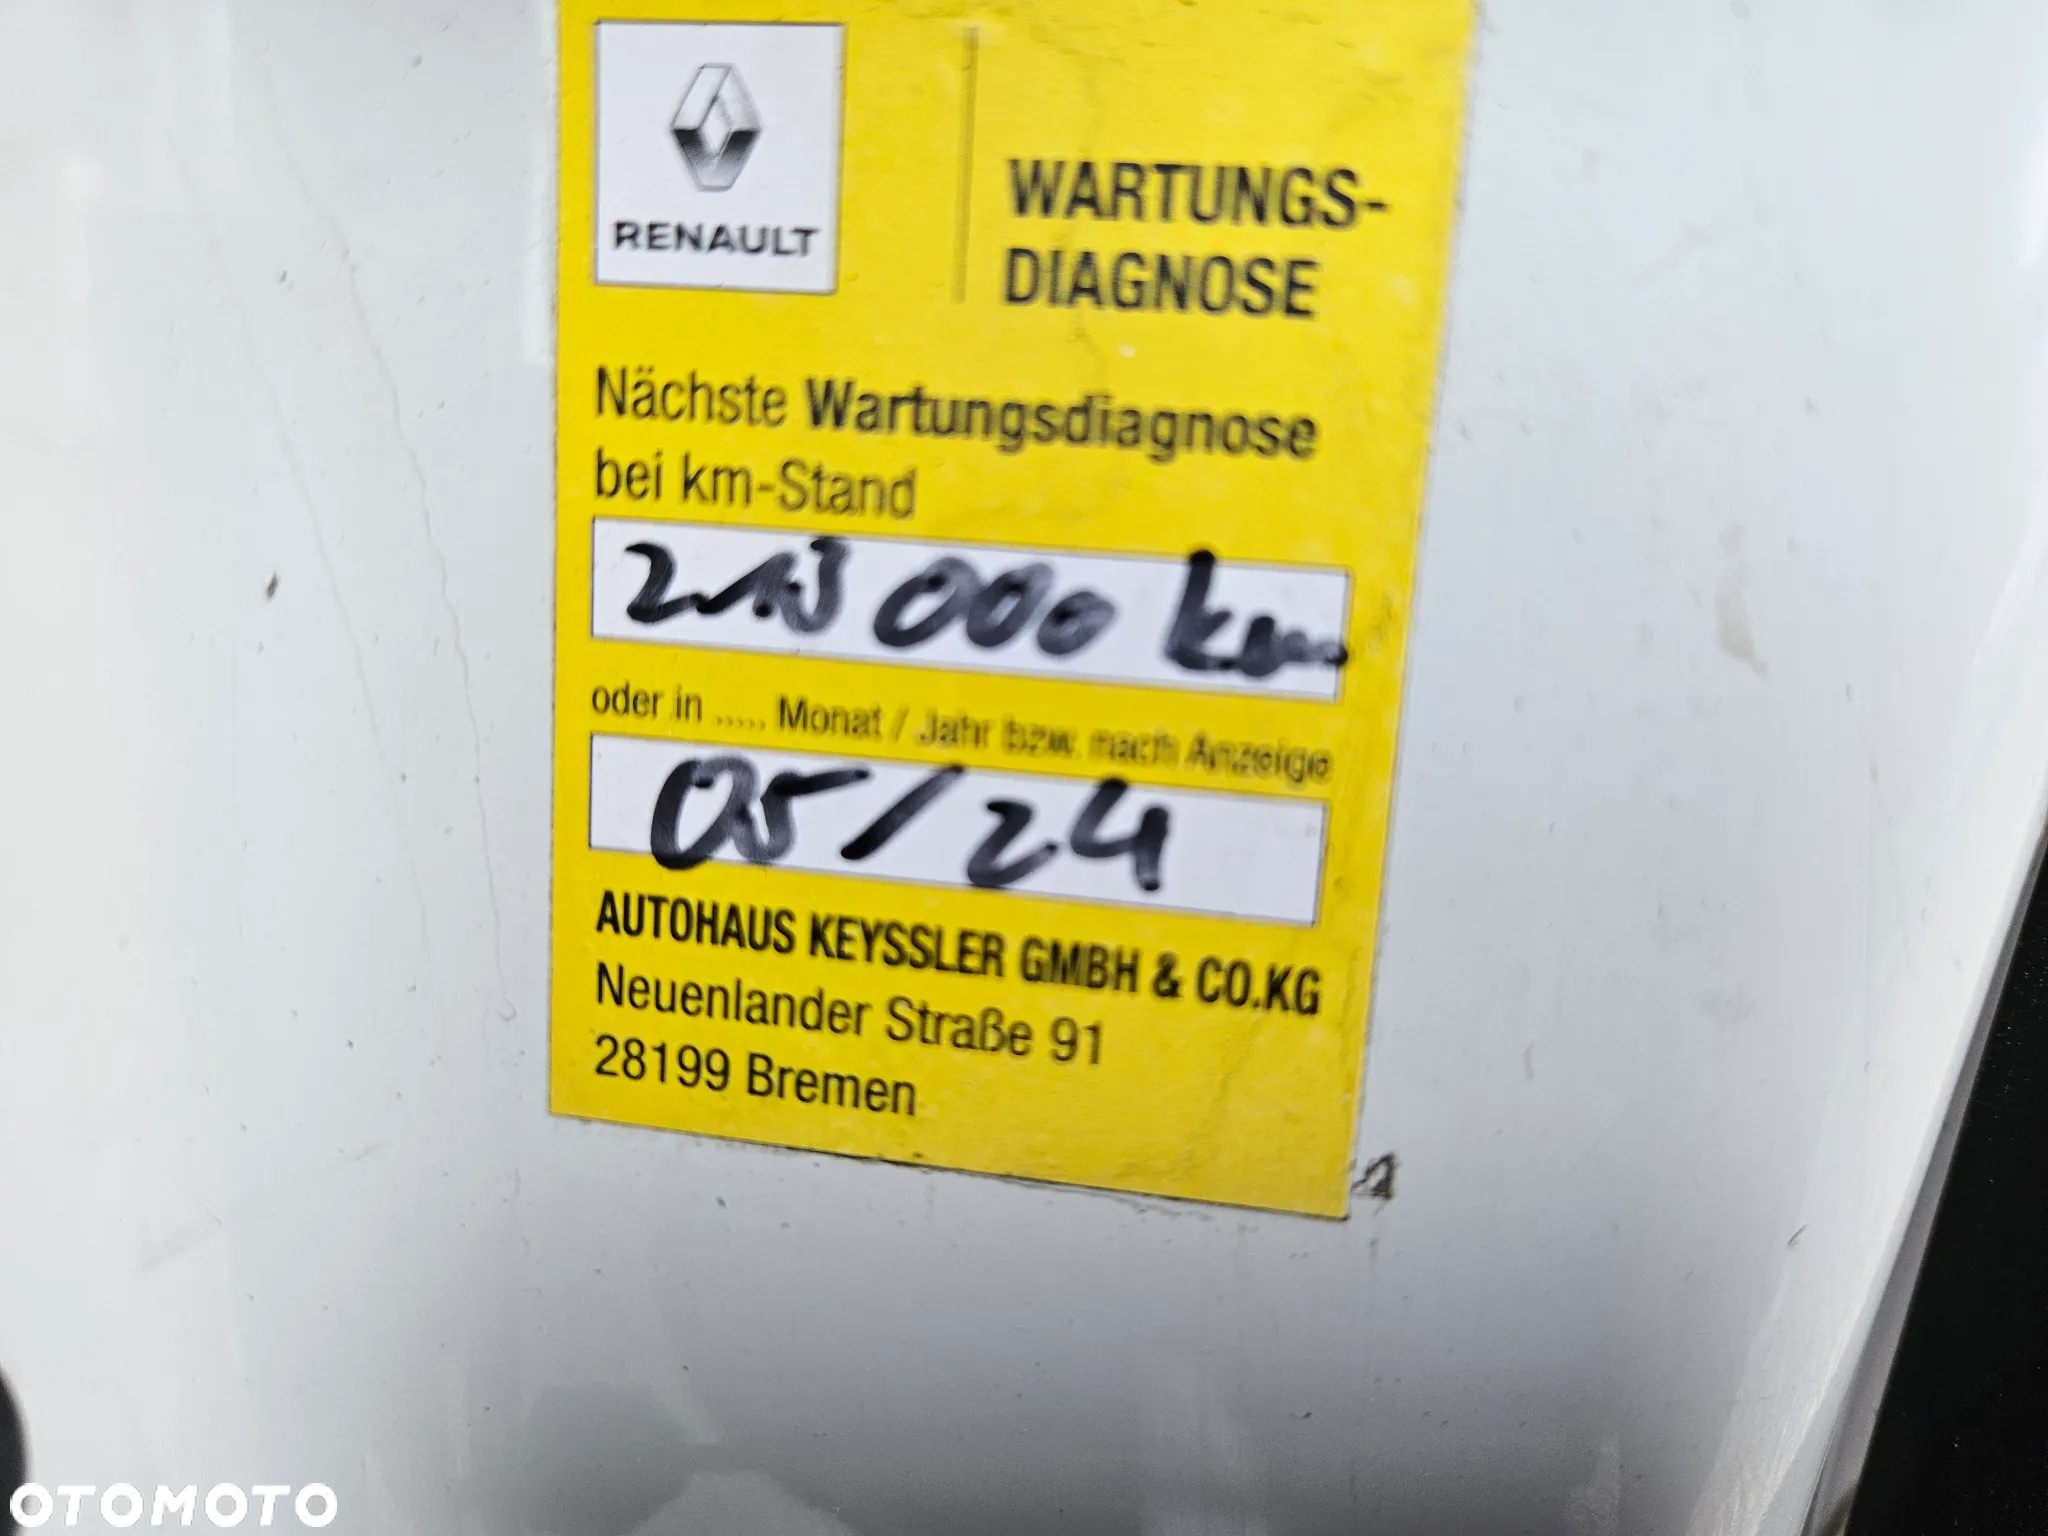 RENAULT
WARTUNGS-
DIAGNOSE
Nächste Wartungsdiagnose
bei km-Stand
213 000 km
oder in ..... Monat / Jahr bzw. nach Anzeige
05/24
AUTOHAUS KEYSSLER GMBH & CO.KG
Neuenlander Straße 91
28199 Bremen
OTOMOTO